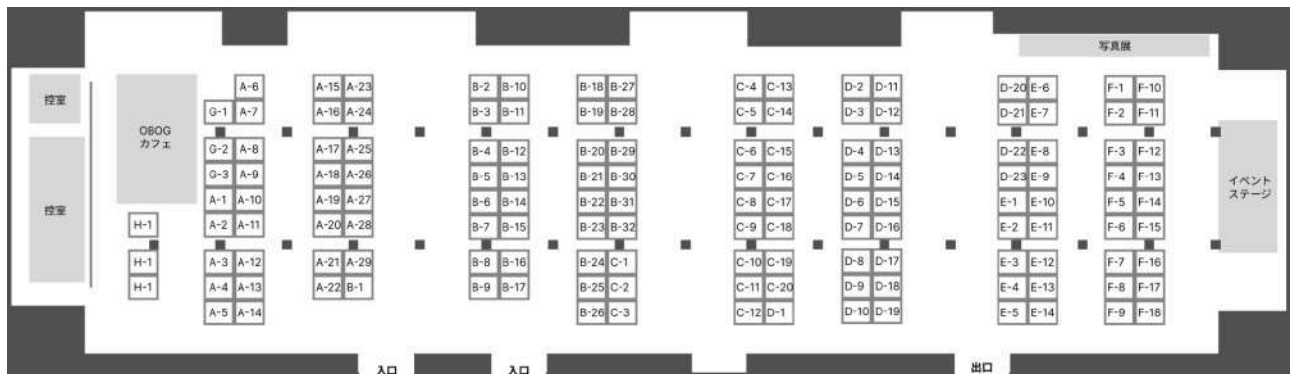 写真展
A-6 A-15 A-23 B-2 B-10 B-18 B-27 C-4 C-13 D-2 D-11 D-20 E-6 F-1 F-10
控室
G-1 A-7 A-16 A-24 B-3 B-11 B-19 B-28 C-5 C-14 D-3 D-12 D-21 E-7 F-2 F-11
OBOG
カフェ
G-2 A-8 A-17 A-25 B-4 B-12 B-20 B-29 C-6 C-15 D-4 D-13 D-22 E-8 F-3 F-12
G-3 A-9 A-18 A-26 B-5 B-13 B-21 B-30 C-7 C-16 D-5 D-14 D-23 E-9 F-4 F-13
イベント
ステージ
A-1 A-10 A-19 A-27 B-6 B-14 B-22 B-31 C-8 C-17 D-6 D-15 E-1 E-10 F-5 F-14
控室
H-1 A-2 A-11 A-20 A-28 B-7 B-15 B-23 B-32 C-9 C-18 D-7 D-16 E-2 E-11 F-6 F-15
H-1 A-3 A-12 A-21 A-29 B-8 B-16 B-24 C-1 C-10 C-19 D-8 D-17 E-3 E-12 F-7 F-16
H-1 A-4 A-13 A-22 B-1 B-9 B-17 B-25 C-2 C-11 C-20 D-9 D-18 E-4 E-13 F-8 F-17
A-5 A-14 B-26 C-3 C-12 D-1 D-10 D-19 E-5 E-14 F-9 F-18
入口 入口 出口